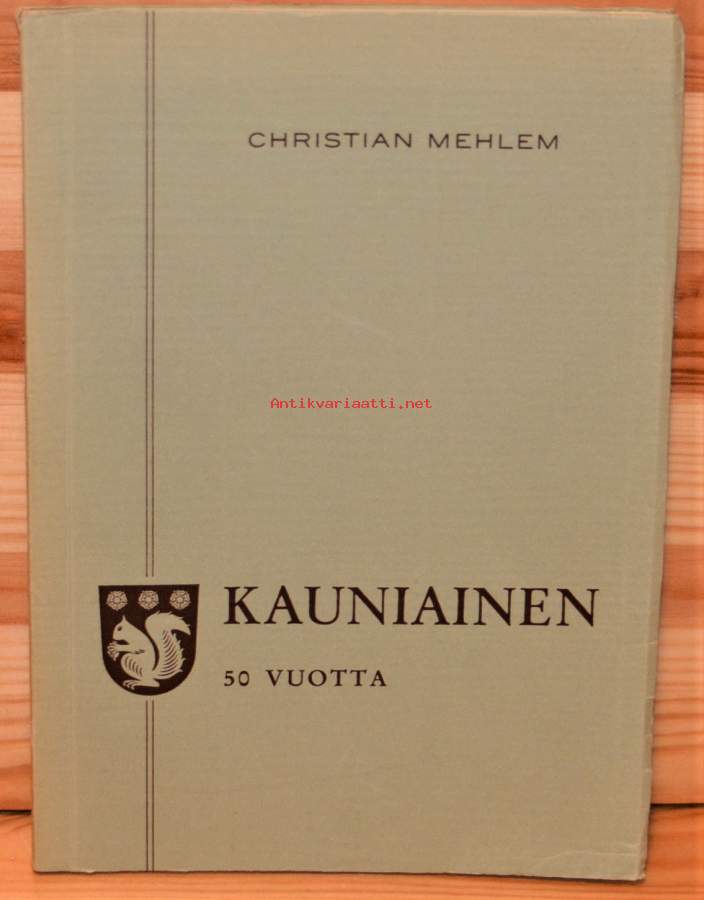 CHRISTIAN MEHLEM
Antikvariaatti.net
KAUNIAINEN
50 VUOTTA